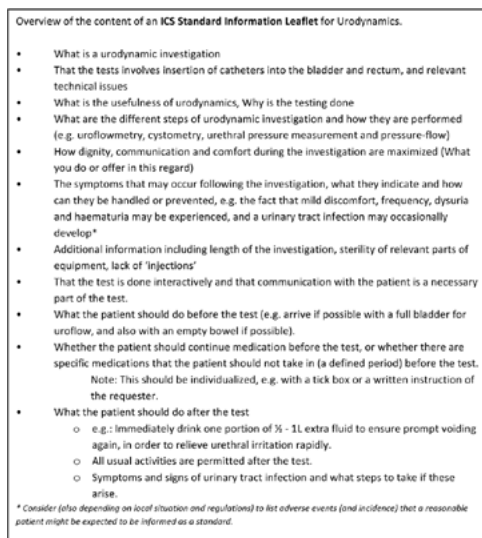 Overview of the content of an ICS Standard Information Leaflet for Urodynamics.
• What is a urodynamic investigation
• That the tests involves insertion of catheters into the bladder and rectum, and relevant
technical issues
• What is the usefulness of urodynamics, Why is the testing done
• What are the different steps of urodynamic investigation and how they are performed
(e.g. uroflowmetry, cystometry, urethral pressure measurement and pressure-flow)
• How dignity, communication and comfort during the investigation are maximized (What
you do or offer in this regard)
• The symptoms that may occur following the investigation, what they indicate and how
can they be handled or prevented, e.g. the fact that mild discomfort, frequency, dysuria
and haematuria may be experienced, and a urinary tract infection may occasionally
develop*
• Additional information including length of the investigation, sterility of relevant parts of
equipment, lack of 'injections'
• That the test is done interactively and that communication with the patient is a necessary
part of the test.
• What the patient should do before the test (e.g. arrive if possible with a full bladder for
uroflow, and also with an empty bowel if possible).
• Whether the patient should continue medication before the test, or whether there are
specific medications that the patient should not take in (a defined period) before the test.
Note: This should be individualized, e.g. with a tick box or a written instruction of
the requester.
• What the patient should do after the test
o e.g.: Immediately drink one portion of ½ - 1L extra fluid to ensure prompt voiding
again, in order to relieve urethral irritation rapidly.
o All usual activities are permitted after the test.
o Symptoms and signs of urinary tract infection and what steps to take if these
arise.
* Consider (also depending on local situation and regulations) to list adverse events (and incidence) that a reasonable
patient might be expected to be informed as a standard.